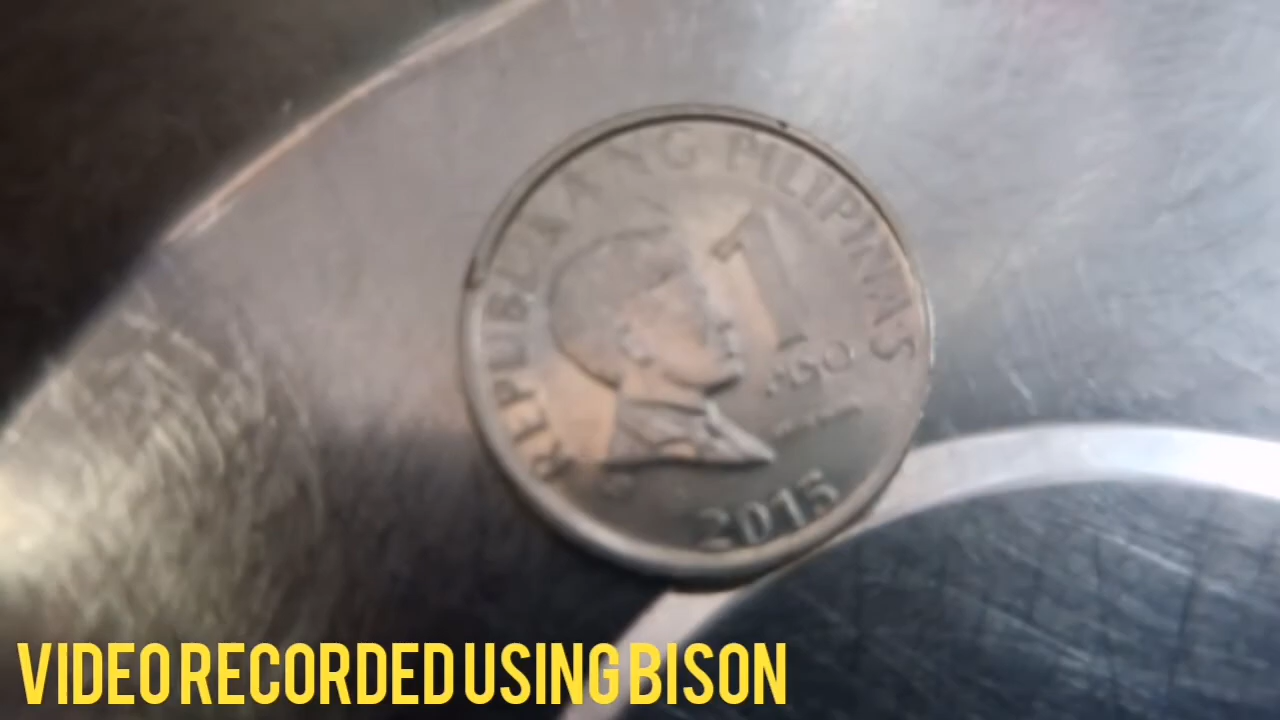 REPUBLIKA NG PILIPINAS
1
PISO
2015
VIDEO RECORDED USING BISON